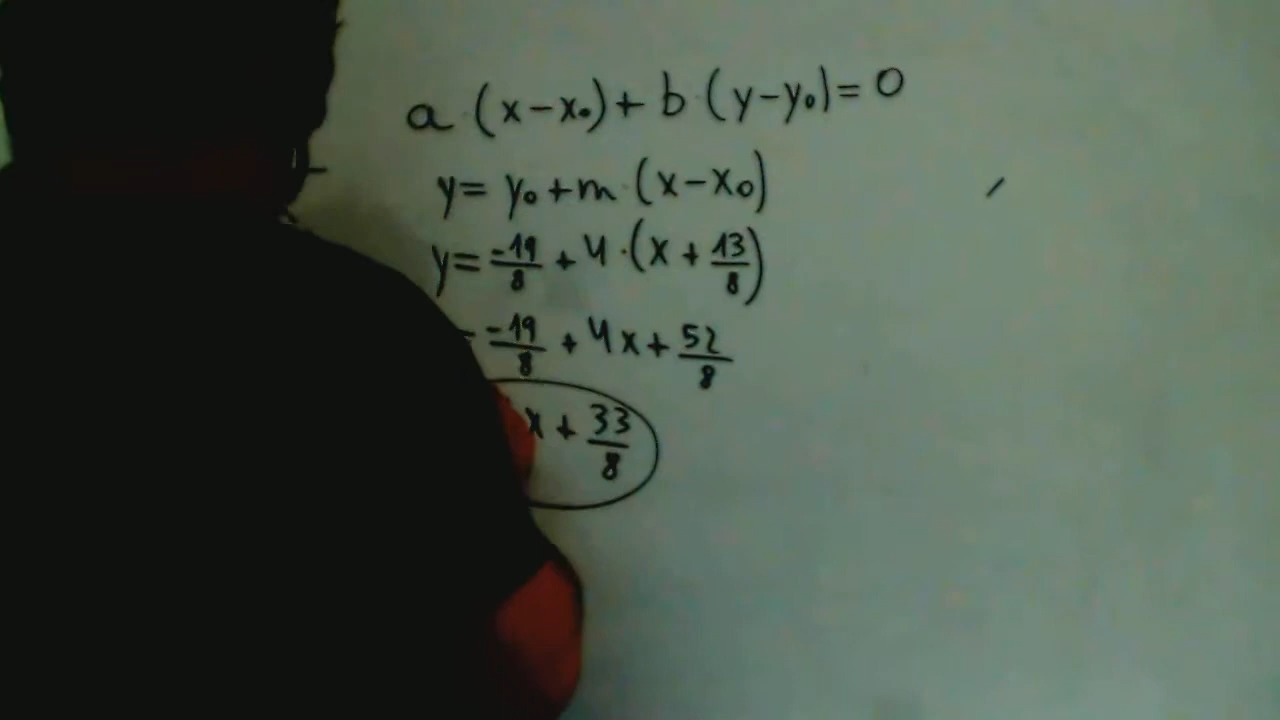 a (x-x₀)+ b (y-y₀)= 0
y= y₀+m·(x-x₀)
y= -19/8 + 4·(x + 13/8)
= -19/8 + 4x+ 52/8
x + 33/8